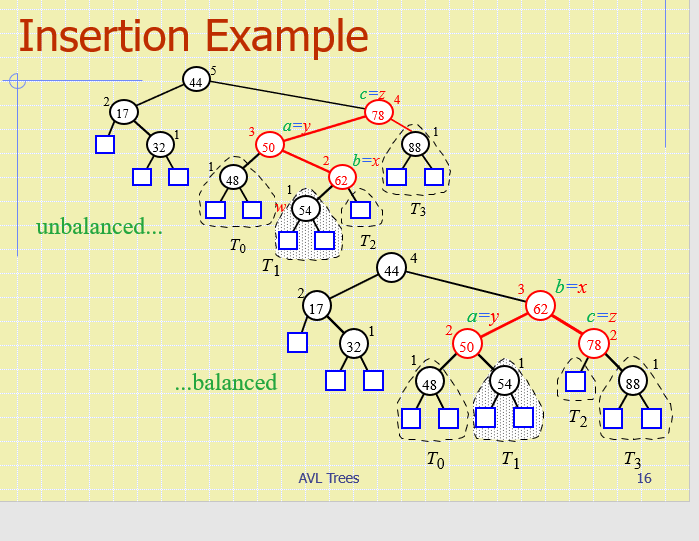 Insertion Example
5
44
2
17
c=z
4
78
3
a=y
50
1
32
1
88
2
b=x
62
1
48
1
w
54
T3
unbalanced...
T0
T2
T1
44
4
2
17
3
b=x
62
a=y
c=z
2
50
2
78
1
32
1
48
1
54
1
88
...balanced
T2
T0
T1
T3
AVL Trees
16